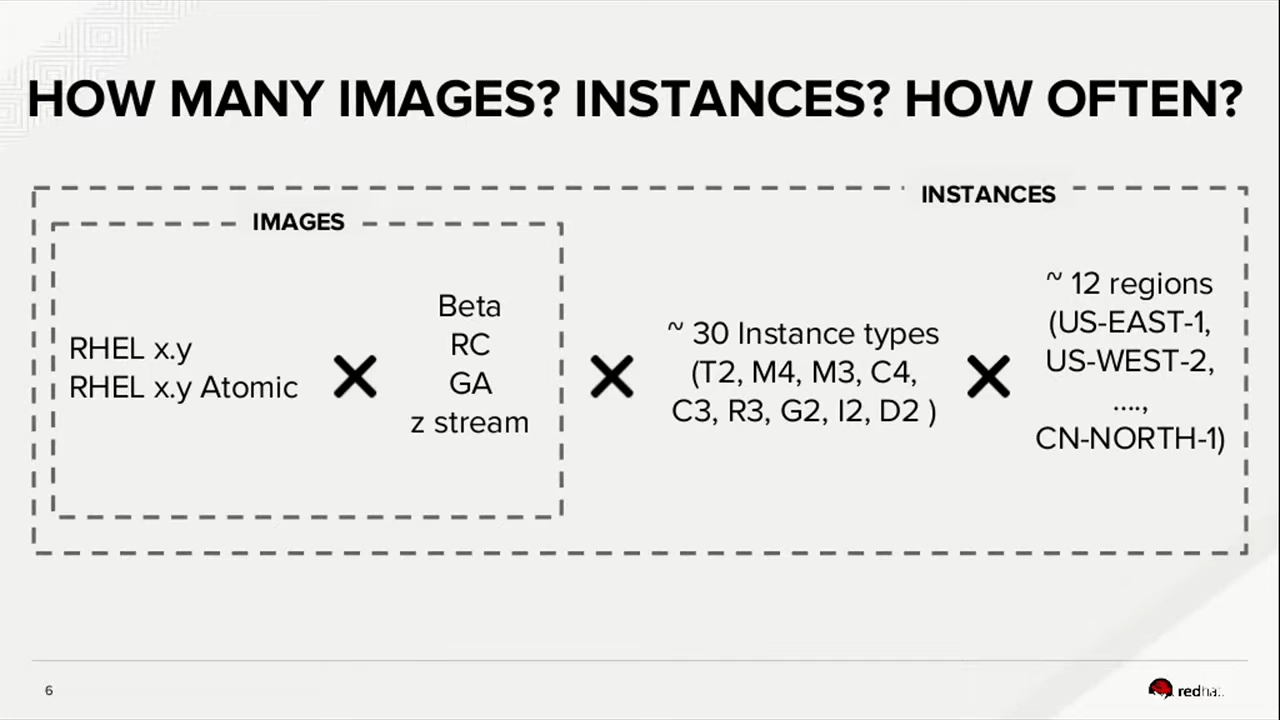 HOW MANY IMAGES? INSTANCES? HOW OFTEN?
INSTANCES
IMAGES
RHEL x.y
RHEL x.y Atomic
Beta
RC
GA
z stream
~ 30 Instance types
(T2, M4, M3, C4,
C3, R3, G2, I2, D2 )
~ 12 regions
(US-EAST-1,
US-WEST-2,
....,
CN-NORTH-1)
6
redhat.